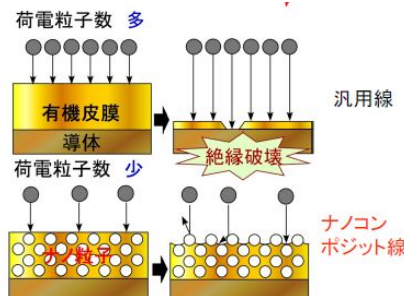 荷電粒子数 多
有機皮膜
導体
汎用線
絶縁破壊
荷電粒子数 少
ナノ粒子
ナノコン
ポジット線